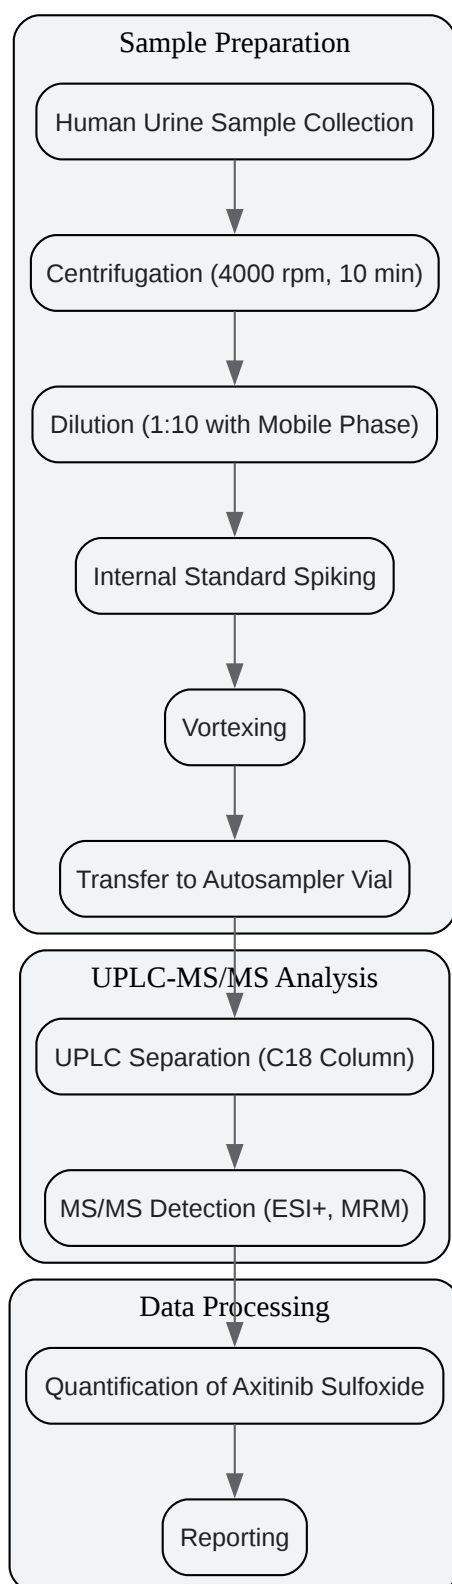 Sample Preparation
Human Urine Sample Collection
Centrifugation (4000 rpm, 10 min)
Dilution (1:10 with Mobile Phase)
Internal Standard Spiking
Vortexing
Transfer to Autosampler Vial
UPLC-MS/MS Analysis
UPLC Separation (C18 Column)
MS/MS Detection (ESI+, MRM)
Data Processing
Quantification of Axitinib Sulfoxide
Reporting